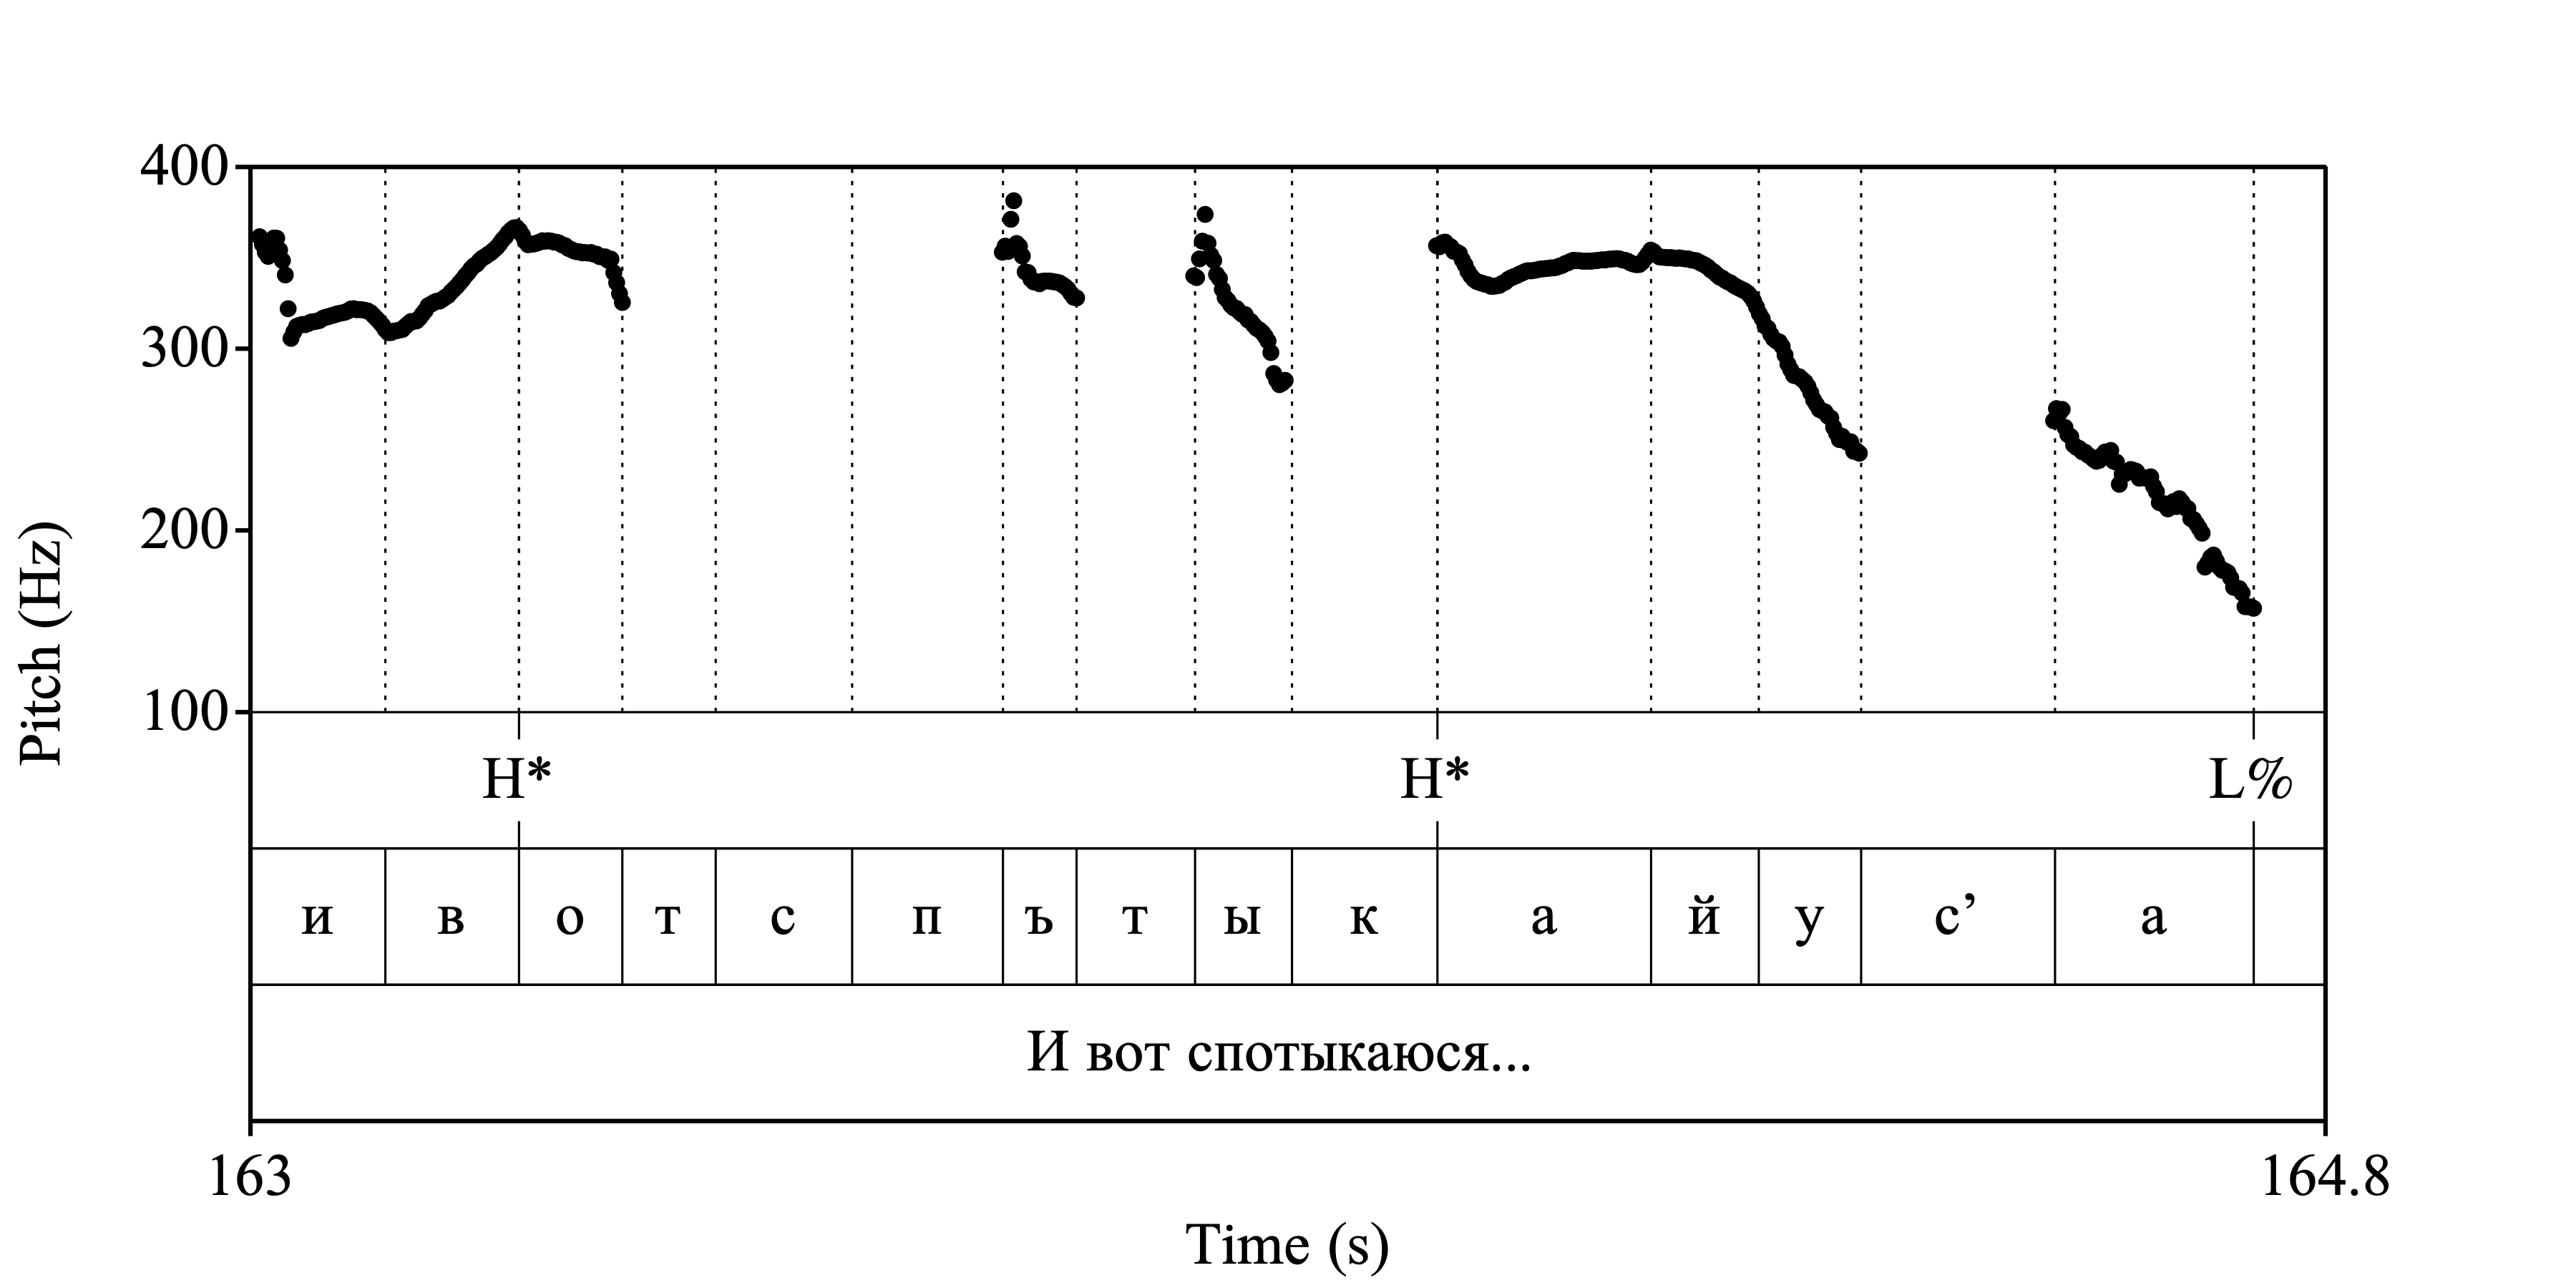 400
300
200
100
Pitch (Hz)
H* H* L%
и в о т с п ъ т ы к а й у с’ а
И вот спотыкаюся...
163 164.8
Time (s)